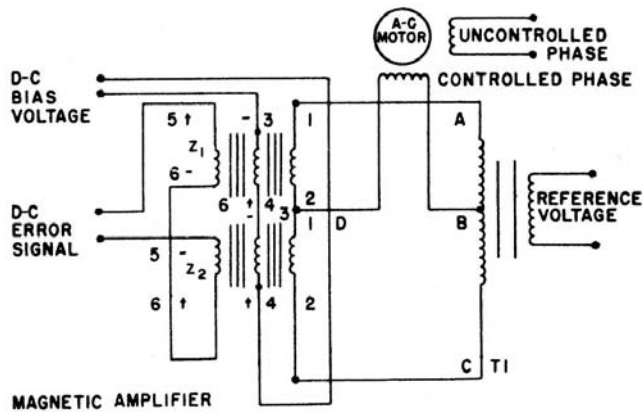 A-C
MOTOR
UNCONTROLLED
PHASE
CONTROLLED PHASE
D-C
BIAS
VOLTAGE
5 +
- 3
1
A
Z1
6 -
6 +
4
2
- 3
1
D
B
REFERENCE
VOLTAGE
D-C
ERROR
SIGNAL
5 -
Z2
6 +
+ 4
2
C T1
MAGNETIC AMPLIFIER